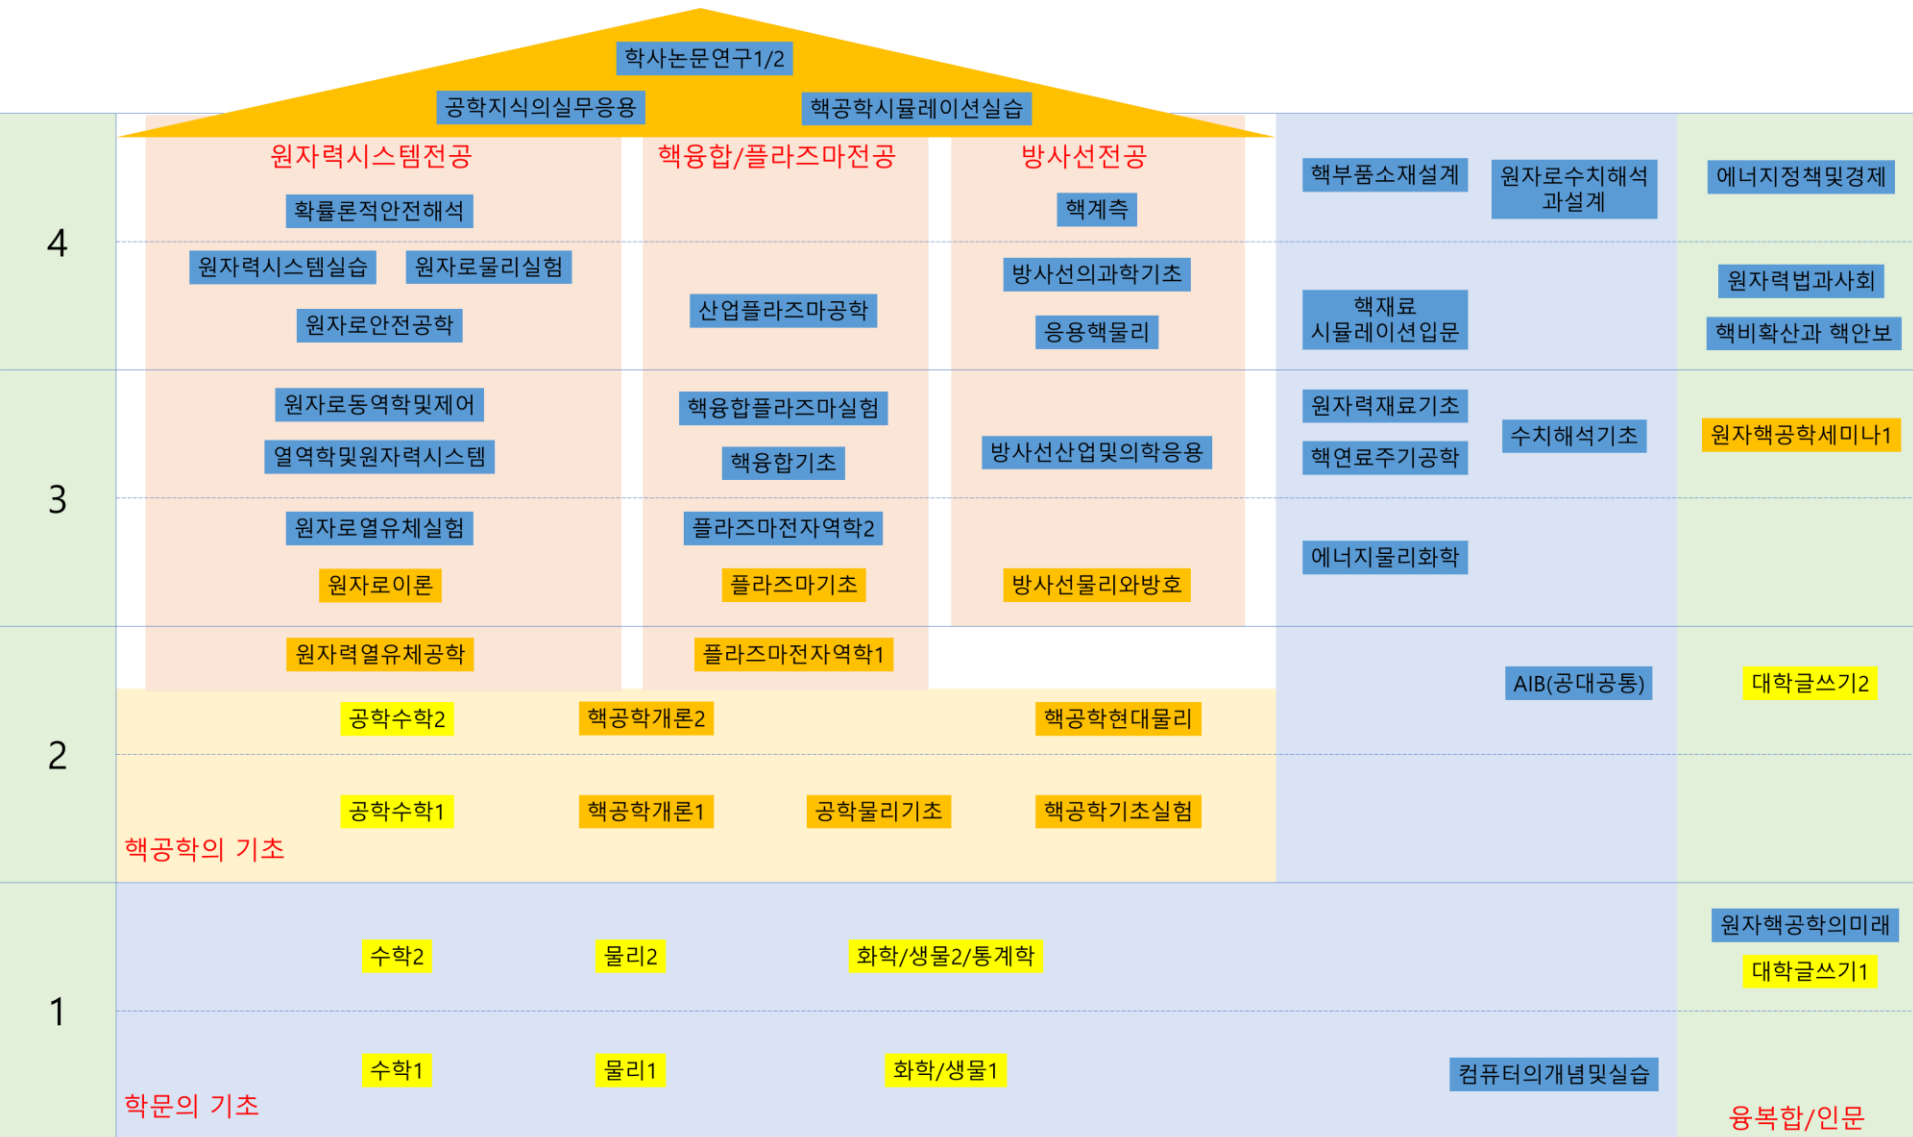 학사논문연구1/2
공학지식의실무응용
핵공학시뮬레이션실습
4
원자력시스템전공
핵융합/플라즈마전공
방사선전공
확률론적안전해석
핵계측
핵부품소재설계
원자로수치해석
과설계
에너지정책및경제
원자력시스템실습
원자로물리실험
원자로안전공학
산업플라즈마공학
방사선의과학기초
응용핵물리
핵재료
시뮬레이션입문
원자력법과사회
핵비확산과 핵안보
3
원자로동역학및제어
열역학및원자력시스템
핵융합플라즈마실험
핵융합기초
방사선산업및의학응용
원자력재료기초
핵연료주기공학
수치해석기초
원자핵공학세미나1
원자로열유체실험
원자로이론
플라즈마전자역학2
플라즈마기초
방사선물리와방호
에너지물리화학
2
원자력열유체공학
플라즈마전자역학1
AIB(공대공통)
대학글쓰기2
공학수학2
핵공학개론2
핵공학현대물리
공학수학1
핵공학개론1
공학물리기초
핵공학기초실험
핵공학의 기초
1
수학2
물리2
화학/생물2/통계학
원자핵공학의미래
대학글쓰기1
수학1
물리1
화학/생물1
컴퓨터의개념및실습
학문의 기초
융복합/인문